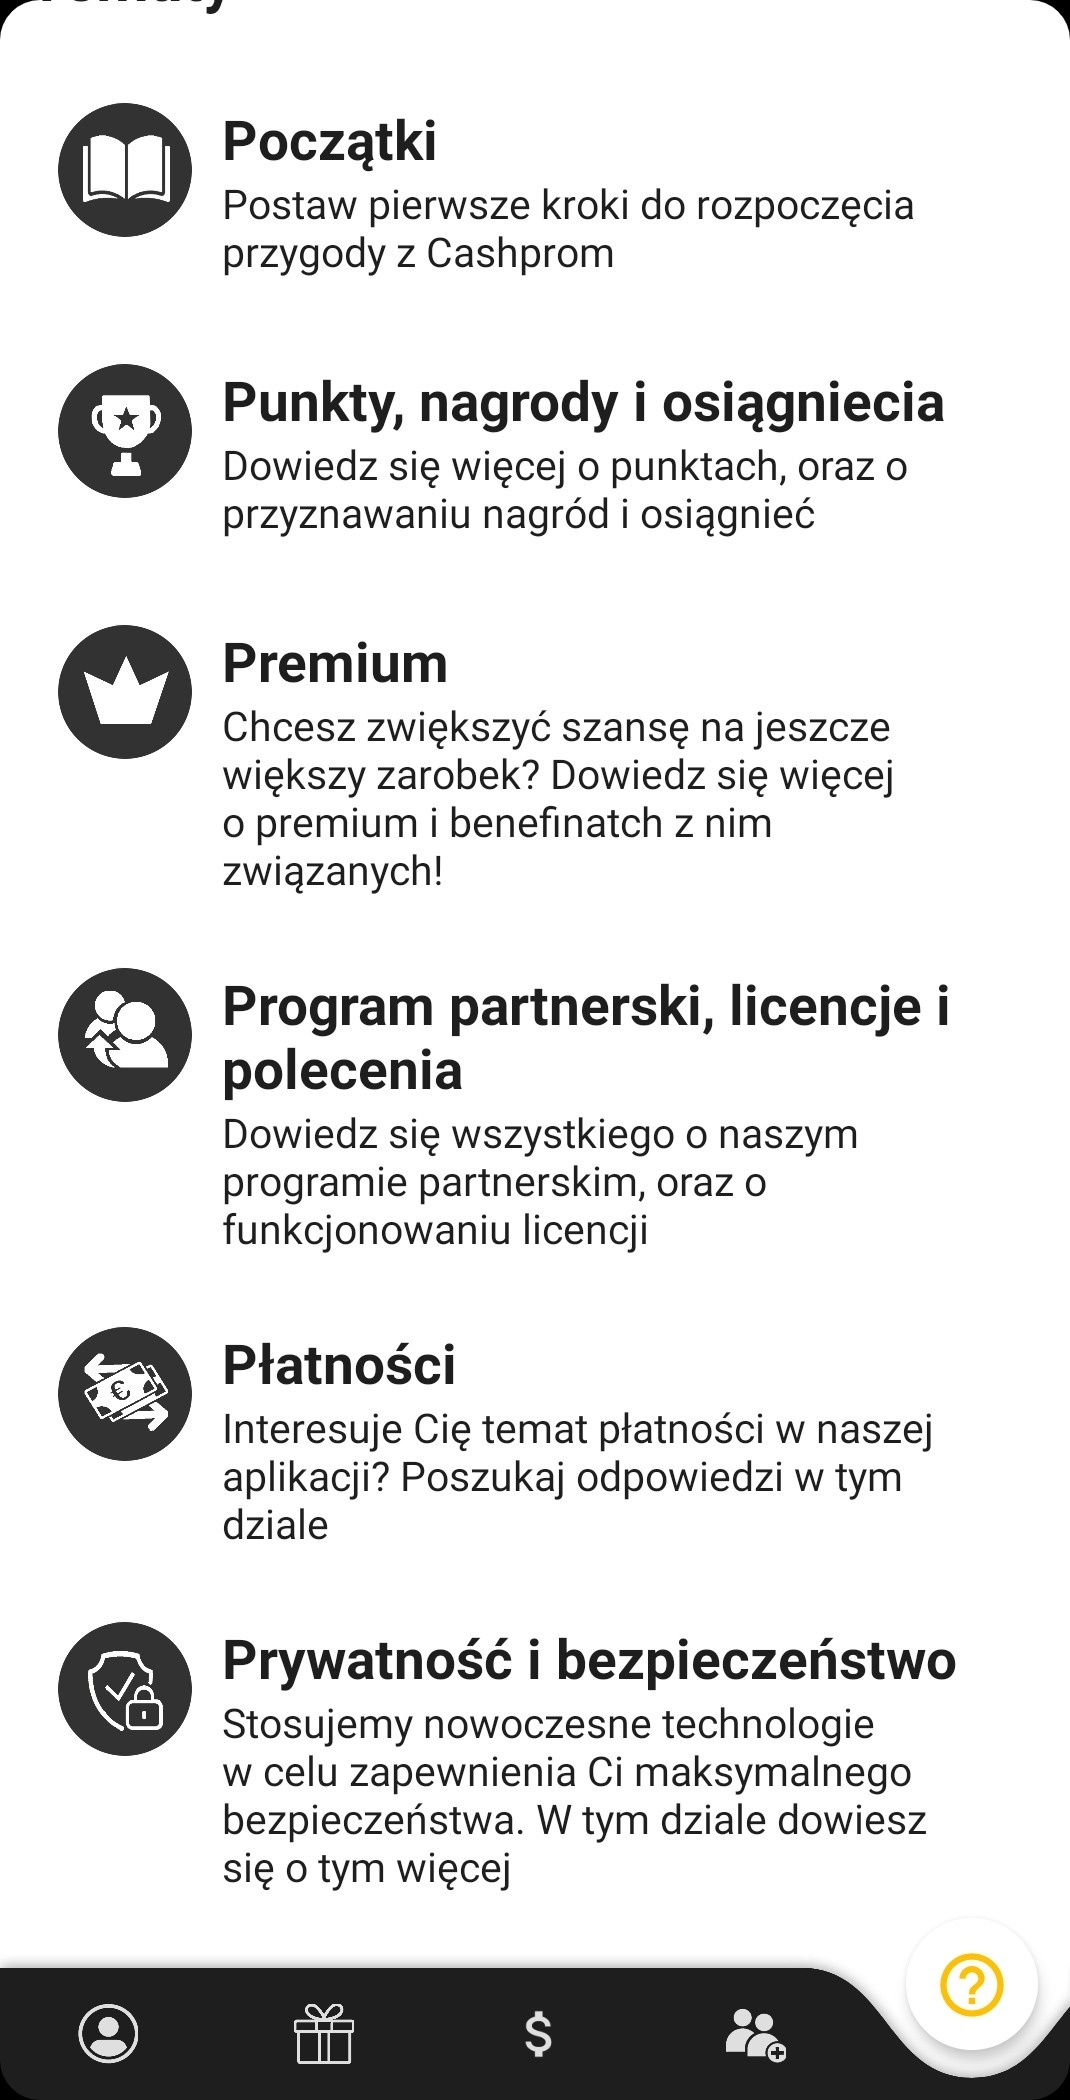 Tematy
Początki
Postaw pierwsze kroki do rozpoczęcia
przygody z Cashprom
Punkty, nagrody i osiągniecia
Dowiedz się więcej o punktach, oraz o
przyznawaniu nagród i osiągnieć
Premium
Chcesz zwiększyć szansę na jeszcze
większy zarobek? Dowiedz się więcej
o premium i benefinatch z nim
związanych!
Program partnerski, licencje i
polecenia
Dowiedz się wszystkiego o naszym
programie partnerskim, oraz o
funkcjonowaniu licencji
Płatności
Interesuje Cię temat płatności w naszej
aplikacji? Poszukaj odpowiedzi w tym
dziale
Prywatność i bezpieczeństwo
Stosujemy nowoczesne technologie
w celu zapewnienia Ci maksymalnego
bezpieczeństwa. W tym dziale dowiesz
się o tym więcej